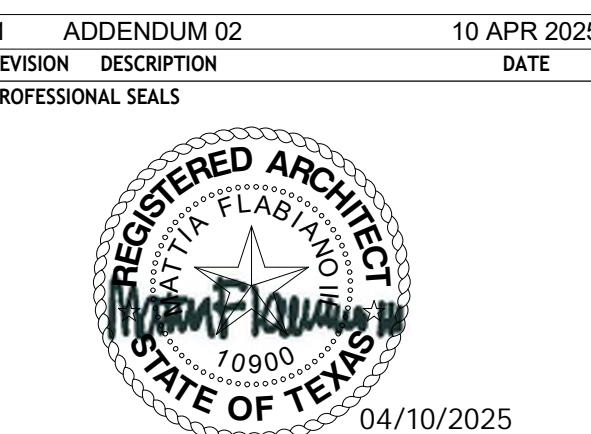 ADDENDUM 02 10 APR 2025
EVISION DESCRIPTION DATE
ROFESSIONAL SEALS
REGISTERED ARCHITECT
MATTIA FLABIANO III
10900
STATE OF TEXAS
04/10/2025